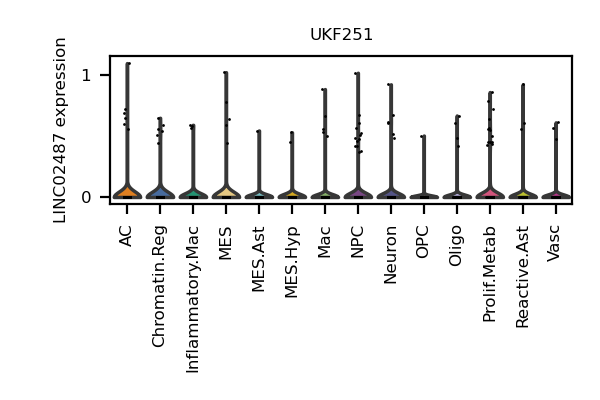 UKF251
LINC02487 expression
1
0
AC
Chromatin.Reg
Inflammatory.Mac
MES
MES.Ast
MES.Hyp
Mac
NPC
Neuron
OPC
Oligo
Prolif.Metab
Reactive.Ast
Vasc